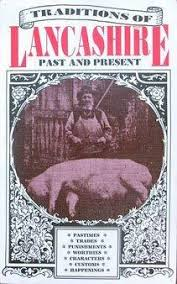 TRADITIONS OF
LANCASHIRE
PAST AND PRESENT
PASTIMES
TRADES
PUNISHMENTS
WORTHIES
CHARACTERS
CUSTOMS
HAPPENINGS